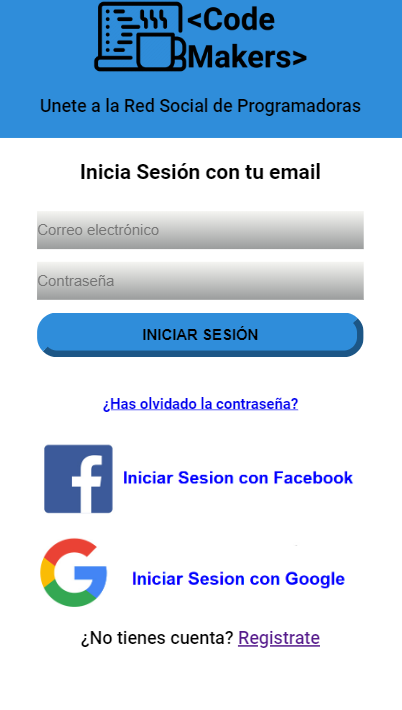 <Code
Makers>
Unete a la Red Social de Programadoras
Inicia Sesión con tu email
Correo electrónico
Contraseña
INICIAR SESIÓN
¿Has olvidado la contraseña?
Iniciar Sesion con Facebook
Iniciar Sesion con Google
¿No tienes cuenta? Registrate